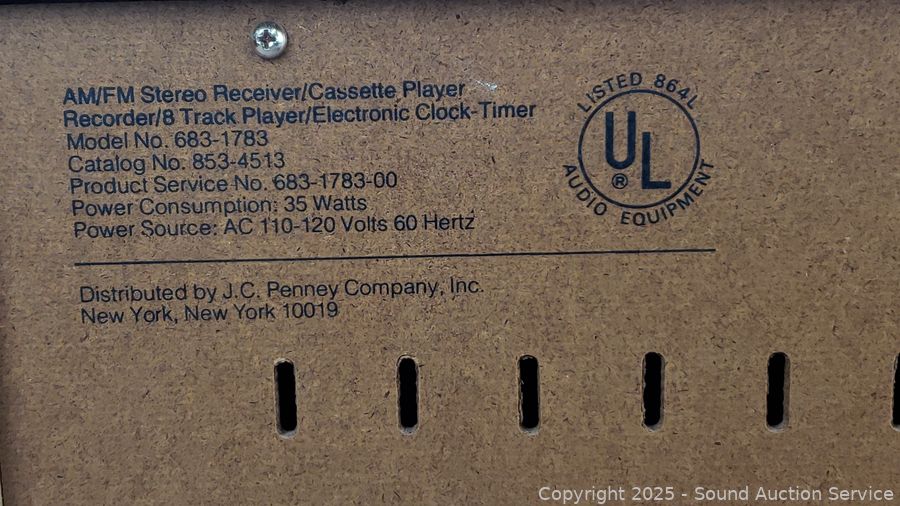 AM/FM Stereo Receiver/Cassette Player
Recorder/8 Track Player/Electronic Clock-Timer
Model No. 683-1783
Catalog No. 853-4513
Product Service No. 683-1783-00
Power Consumption: 35 Watts
Power Source: AC 110-120 Volts 60 Hertz
LISTED 864L
UL
®
AUDIO EQUIPMENT
Distributed by J.C. Penney Company, Inc.
New York, New York 10019
Copyright © 2025 - Sound Auction Service